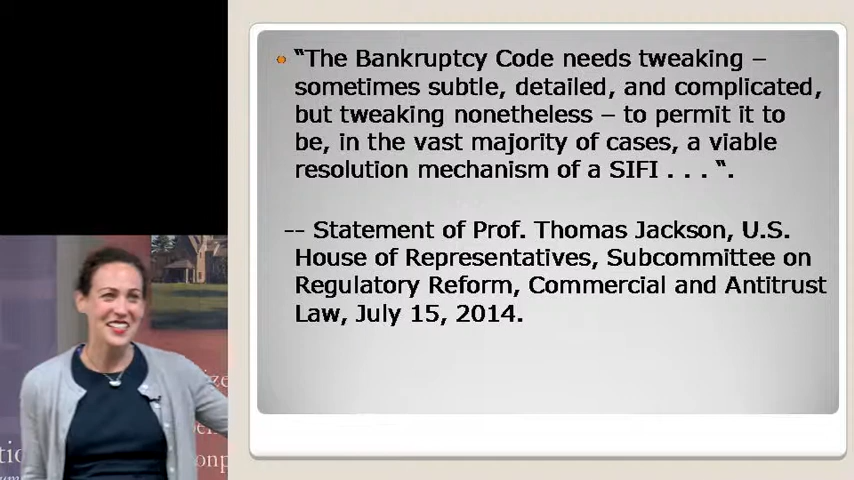 "The Bankruptcy Code needs tweaking –
sometimes subtle, detailed, and complicated,
but tweaking nonetheless – to permit it to
be, in the vast majority of cases, a viable
resolution mechanism of a SIFI . . . ".
-- Statement of Prof. Thomas Jackson, U.S.
House of Representatives, Subcommittee on
Regulatory Reform, Commercial and Antitrust
Law, July 15, 2014.